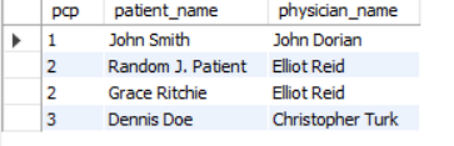 pcp patient_name physician_name
1 John Smith John Dorian
2 Random J. Patient Elliot Reid
2 Grace Ritchie Elliot Reid
3 Dennis Doe Christopher Turk